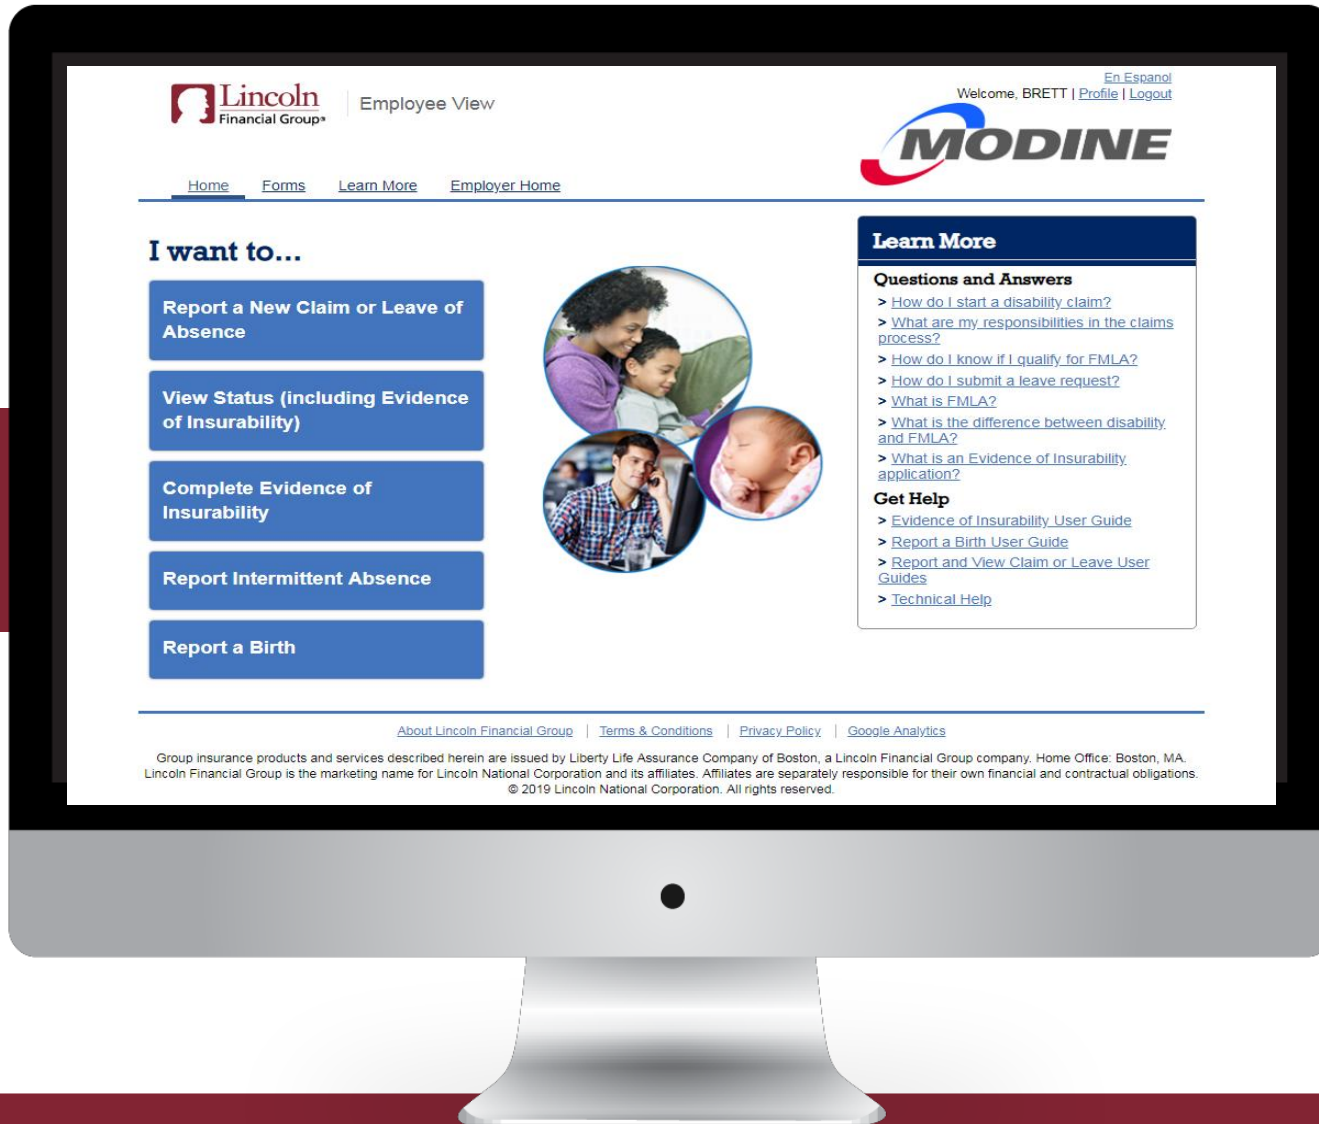 Lincoln
Financial Group®
Employee View
En Espanol
Welcome, BRETT | Profile | Logout
MODINE
Home Forms Learn More Employer Home
I want to...
Report a New Claim or Leave of
Absence
View Status (including Evidence
of Insurability)
Complete Evidence of
Insurability
Report Intermittent Absence
Report a Birth
Learn More
Questions and Answers
> How do I start a disability claim?
> What are my responsibilities in the claims
process?
> How do I know if I qualify for FMLA?
> How do I submit a leave request?
> What is FMLA?
> What is the difference between disability
and FMLA?
> What is an Evidence of Insurability
application?
Get Help
> Evidence of Insurability User Guide
> Report a Birth User Guide
> Report and View Claim or Leave User
Guides
> Technical Help
About Lincoln Financial Group | Terms & Conditions | Privacy Policy | Google Analytics
Group insurance products and services described herein are issued by Liberty Life Assurance Company of Boston, a Lincoln Financial Group company. Home Office: Boston, MA.
Lincoln Financial Group is the marketing name for Lincoln National Corporation and its affiliates. Affiliates are separately responsible for their own financial and contractual obligations.
© 2019 Lincoln National Corporation. All rights reserved.